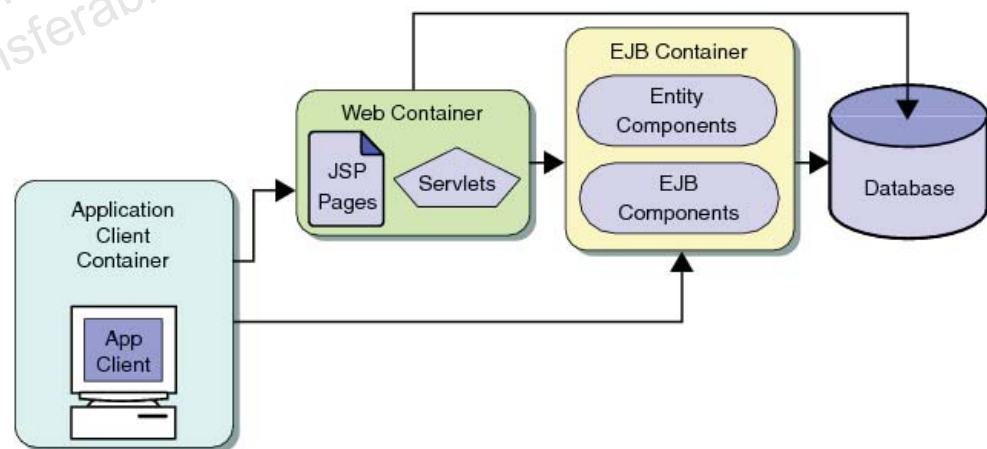 EJB Container
Entity
Components
EJB
Components
Web Container
JSP
Pages
Servlets
Database
Application
Client
Container
App
Client